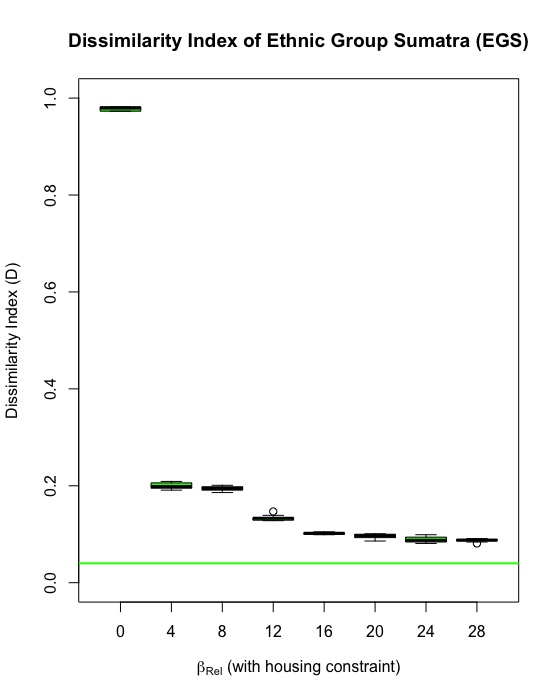 Dissimilarity Index of Ethnic Group Sumatra (EGS)
Dissimilarity Index (D)
1.0
0.8
0.6
0.4
0.2
0.0
0 4 8 12 16 20 24 28
βRel (with housing constraint)